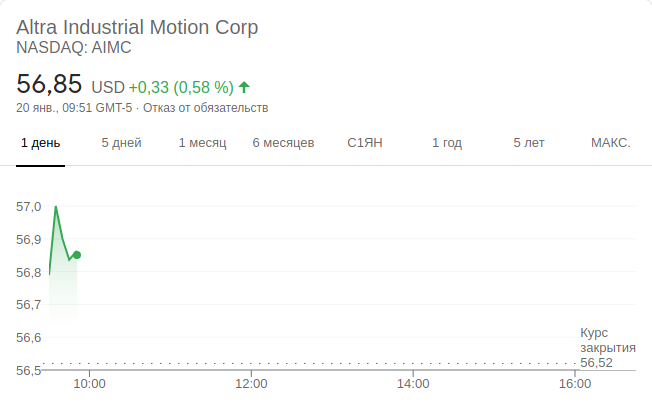 Altra Industrial Motion Corp
NASDAQ: AIMC
56,85 USD +0,33 (0,58 %)
20 янв., 09:51 GMT-5 · Отказ от обязательств
1 день 5 дней 1 месяц 6 месяцев С1ЯН 1 год 5 лет МАКС.
57,0
56,9
56,8
56,7
56,6
56,5
Курс
закрытия
56,52
10:00 12:00 14:00 16:00